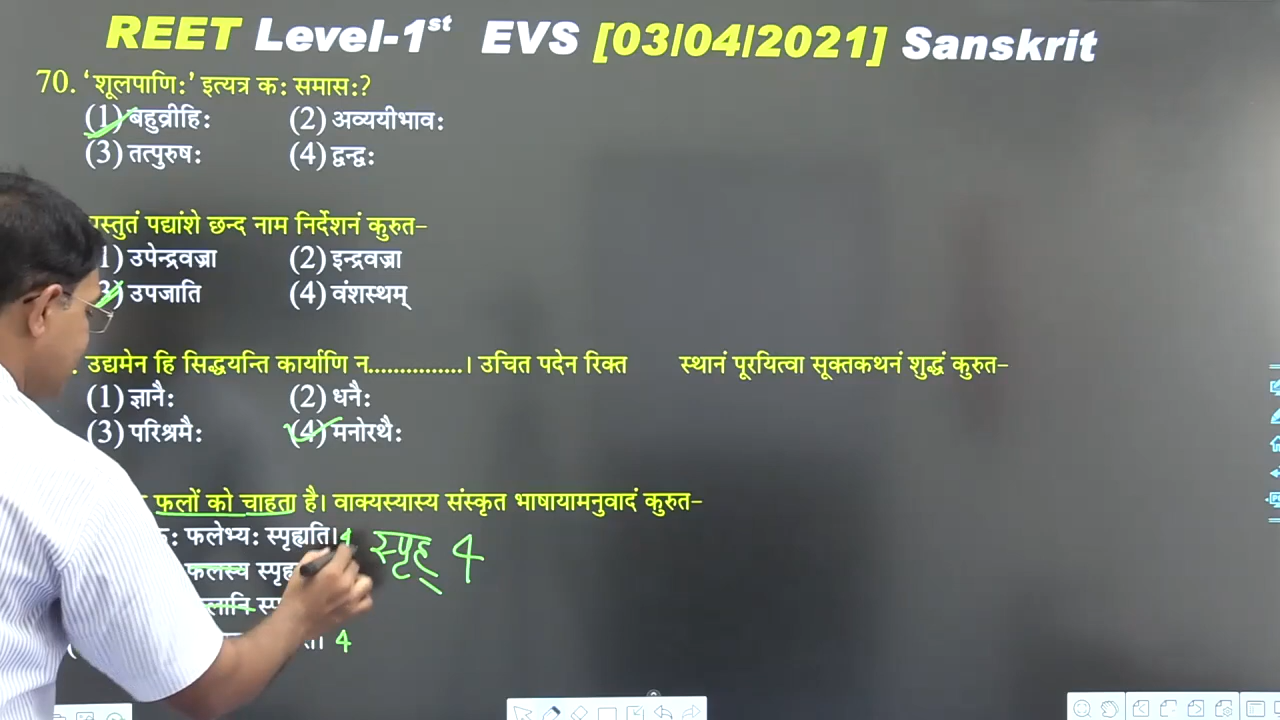 REET Level-1st EVS [03/04/2021] Sanskrit
70. 'शूलपाणिः' इत्यत्र कः समासः?
(1) बहुव्रीहिः (2) अव्ययीभावः
(3) तत्पुरुषः (4) द्वन्द्वः
पद्यांशे छन्द नाम निर्देशनं कुरुत-
1) उपेन्द्रवज्रा (2) इन्द्रवज्रा
3) उपजाति (4) वंशस्थम्
उद्यमेन हि सिद्धयन्ति कार्याणि न...............। उचित पदेन रिक्त स्थानं पूरयित्वा सूक्तकथनं शुद्धं कुरुत-
(1) ज्ञानैः (2) धनैः
(3) परिश्रमैः (4) मनोरथैः
फलों को चाहता है। वाक्यस्यास्य संस्कृत भाषायामनुवादं कुरुत-
फलेभ्यः स्पृह्यति। 4 स्पृह् 4
फलस्य
4